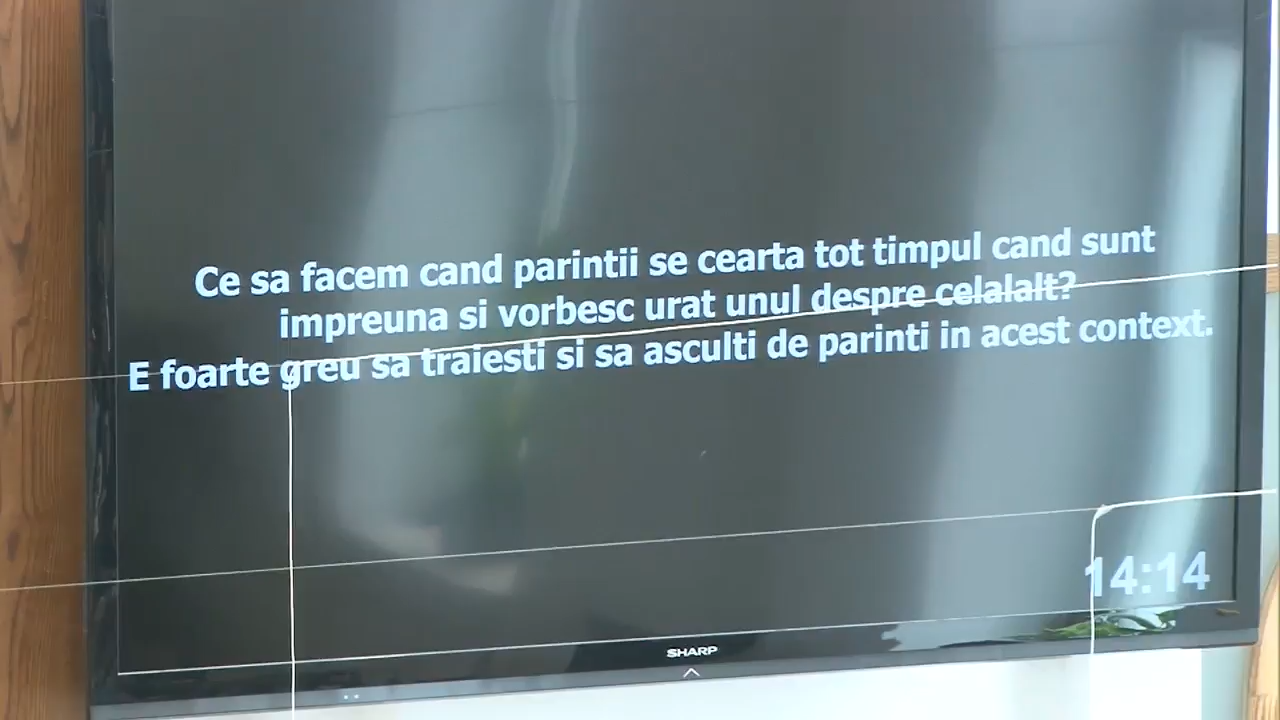 Ce sa facem cand parintii se cearta tot timpul cand sunt
impreuna si vorbesc urat unul despre celalalt?
E foarte greu sa traiesti si sa asculti de parinti in acest context.
14:14
SHARP